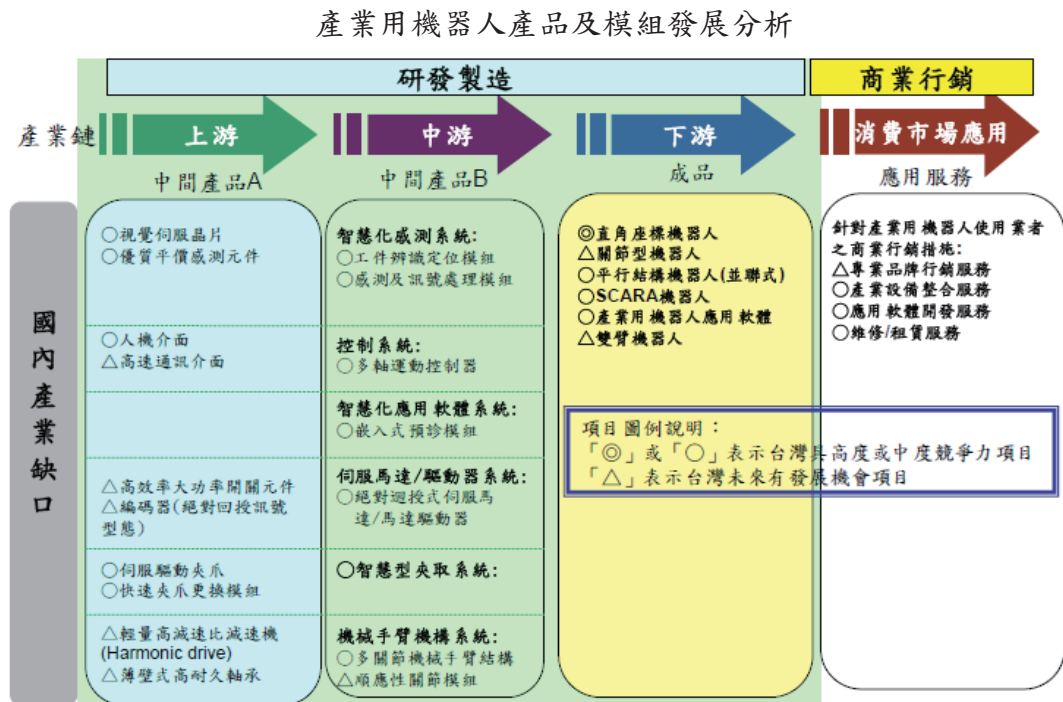 產業用機器人產品及模組發展分析
研發製造
商業行銷
產業鏈
上游
中游
下游
消費市場應用
中間產品A
中間產品B
成品
應用服務
國內產業缺口
○視覺伺服晶片
○優質平價感測元件
○人機介面
△高速通訊介面
△高效率大功率開關元件
△編码器(絕對回授訊號
型態)
○伺服驅動夾爪
○快速夾爪更換模組
△輕量高減速比減速機
(Harmonic drive)
△薄壁式高耐久軸承
智慧化感測系統:
○工件辨識定位模組
○感測及訊號處理模組
控制系統:
○多軸運動控制器
智慧化應用軟體系統:
○嵌入式預診模組
伺服馬達/驅動器系統:
○絕對迴授式伺服馬
達/馬達驅動器
○智慧型夾取系統:
機械手臂機構系統:
○多關節機械手臂結構
△順應性關節模組
◎直角座標機器人
△關節型機器人
○平行結構機器人(並聯式)
○SCARA機器人
○產業用機器人應用軟體
△雙臂機器人
針對產業用機器人使用業者
之商業行銷措施:
△專業品牌行銷服務
○產業設備整合服務
○應用軟體開發服務
○維修/租賃服務
項目圖例說明：
「◎」或「○」表示台灣具高度或中度競爭力項目
「△」表示台灣未來有發展機會項目